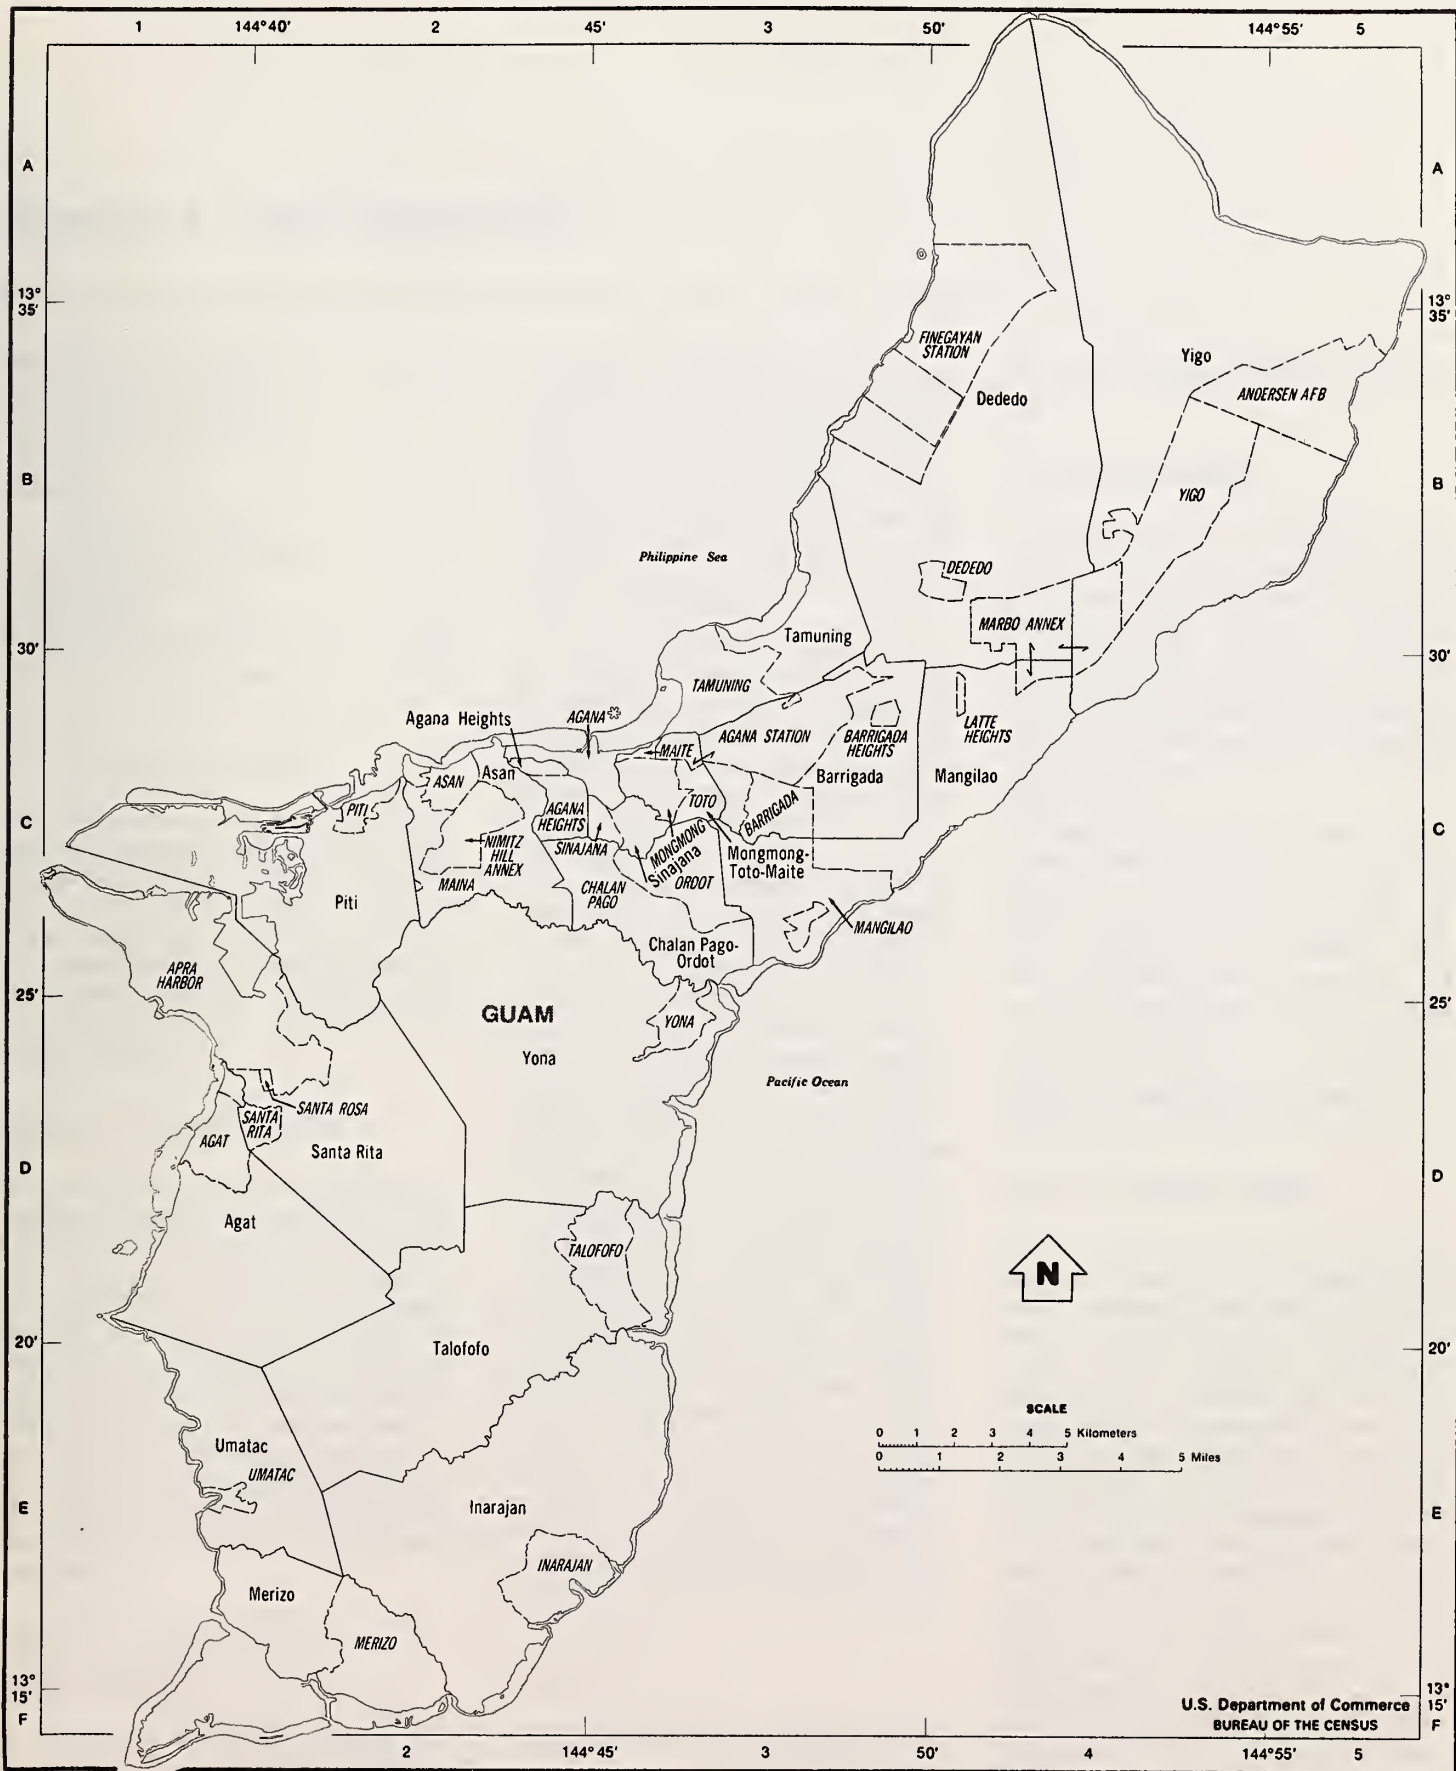 1 144°40' 2 45' 3 50' 144°55' 5
A A
13°
35'
13°
35'
FINEGAYAN
STATION
Yigo
Dededo
ANDERSEN AFB
B B
YIGO
Philippine Sea
DEDEDO
MARBO ANNEX
30' 30'
Tamuning
TAMUNING
AGANA*
Agana Heights
LATTE
HEIGHTS
AGANA STATION
BARRIGADA
HEIGHTS
MAITE
ASAN
Asan
Barrigada
Mangilao
PITI
TOTO
BARRIGADA
AGANA
HEIGHTS
C C
NIMITZ
HILL
ANNEX
SINAJANA
MONGMONG
Sinajana
Mongmong-
Toto-Maite
MAINA
CHALAN
PAGO
ORDOT
Piti
MANGILAO
Chalan Pago-
Ordot
APRA
HARBOR
25' 25'
GUAM
YONA
Yona
Pacific Ocean
SANTA ROSA
SANTA
RITA
AGAT
Santa Rita
D D
Agat
TALOFOFO
N
20' 20'
Talofofo
SCALE
0 1 2 3 4 5 Kilometers
0 1 2 3 4 5 Miles
Umatac
UMATAC
E E
Inarajan
INARAJAN
Merizo
MERIZO
13°
15'
13°
15'
F F
U.S. Department of Commerce
BUREAU OF THE CENSUS
2 144°45' 3 50' 4 144°55' 5